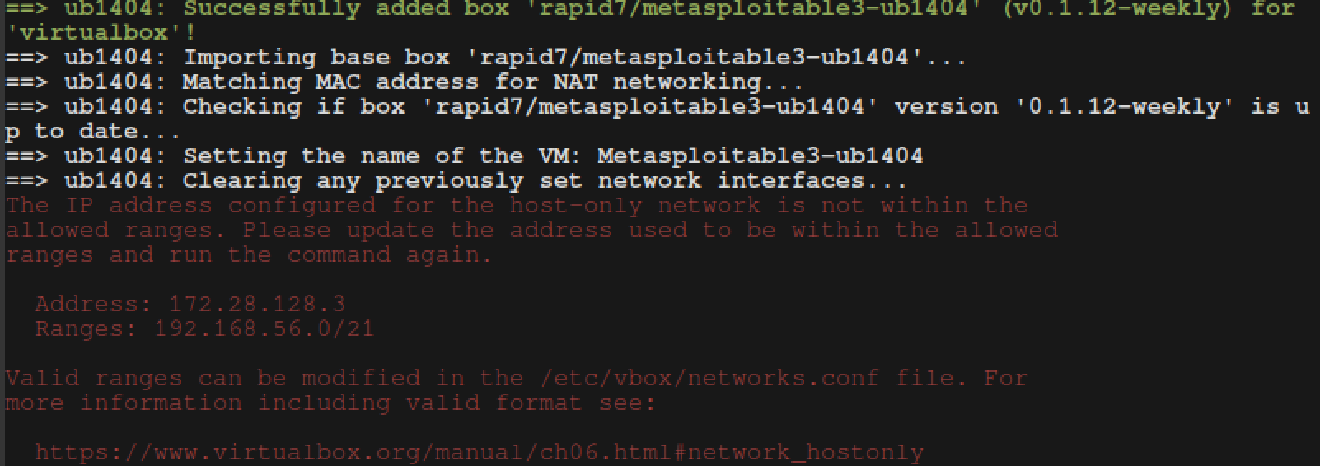 ==> ub1404: Successfully added box 'rapid7/metasploitable3-ub1404' (v0.1.12-weekly) for
'virtualbox'!
==> ub1404: Importing base box 'rapid7/metasploitable3-ub1404'...
==> ub1404: Matching MAC address for NAT networking...
==> ub1404: Checking if box 'rapid7/metasploitable3-ub1404' version '0.1.12-weekly' is u
p to date...
==> ub1404: Setting the name of the VM: Metasploitable3-ub1404
==> ub1404: Clearing any previously set network interfaces...
The IP address configured for the host-only network is not within the
allowed ranges. Please update the address used to be within the allowed
ranges and run the command again.
Address: 172.28.128.3
Ranges: 192.168.56.0/21
Valid ranges can be modified in the /etc/vbox/networks.conf file. For
more information including valid format see:
https://www.virtualbox.org/manual/ch06.html#network_hostonly